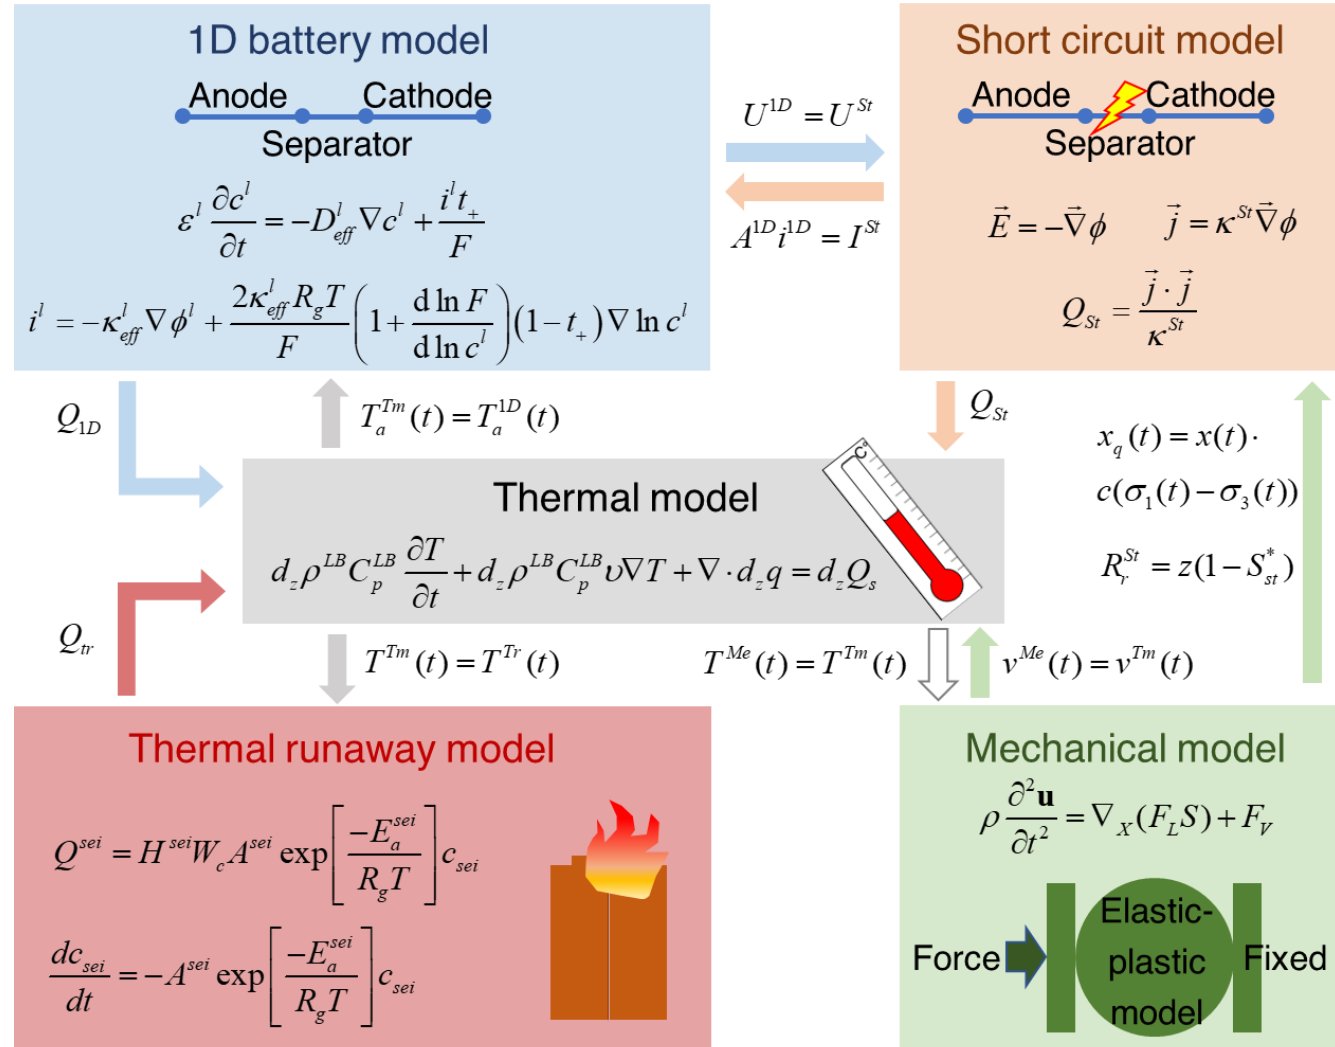 1D battery model
Anode Cathode
Separator
ε^l ∂c^l/∂t = −D^l_eff ∇c^l + i^l t_+/F
i^l = −κ^l_eff ∇φ^l + 2κ^l_eff R_g T/F (1 + d ln F/d ln c^l)(1 − t_+)∇ ln c^l
U^1D = U^St
A^1D i^1D = I^St
Short circuit model
Anode Cathode
Separator
E⃗ = −∇⃗φ j⃗ = κ^St ∇⃗φ
Q_St = j⃗ · j⃗/κ^St
Q_1D
T_a^Tm(t) = T_a^1D(t)
Q_St
x_q(t) = x(t) ·
c(σ_1(t) − σ_3(t))
R_r^St = z(1 − S_st^*)
Thermal model
C°
d_z ρ^LB C_p^LB ∂T/∂t + d_z ρ^LB C_p^LB υ∇T + ∇ · d_z q = d_z Q_s
Q_tr
T^Tm(t) = T^Tr(t)
T^Me(t) = T^Tm(t)
v^Me(t) = v^Tm(t)
Thermal runaway model
Q^sei = H^sei W_c A^sei exp[−E_a^sei/R_g T] c_sei
dc_sei/dt = −A^sei exp[−E_a^sei/R_g T] c_sei
Mechanical model
ρ ∂²𝐮/∂t² = ∇_X(F_L S) + F_V
Force
Elastic-
plastic
model
Fixed